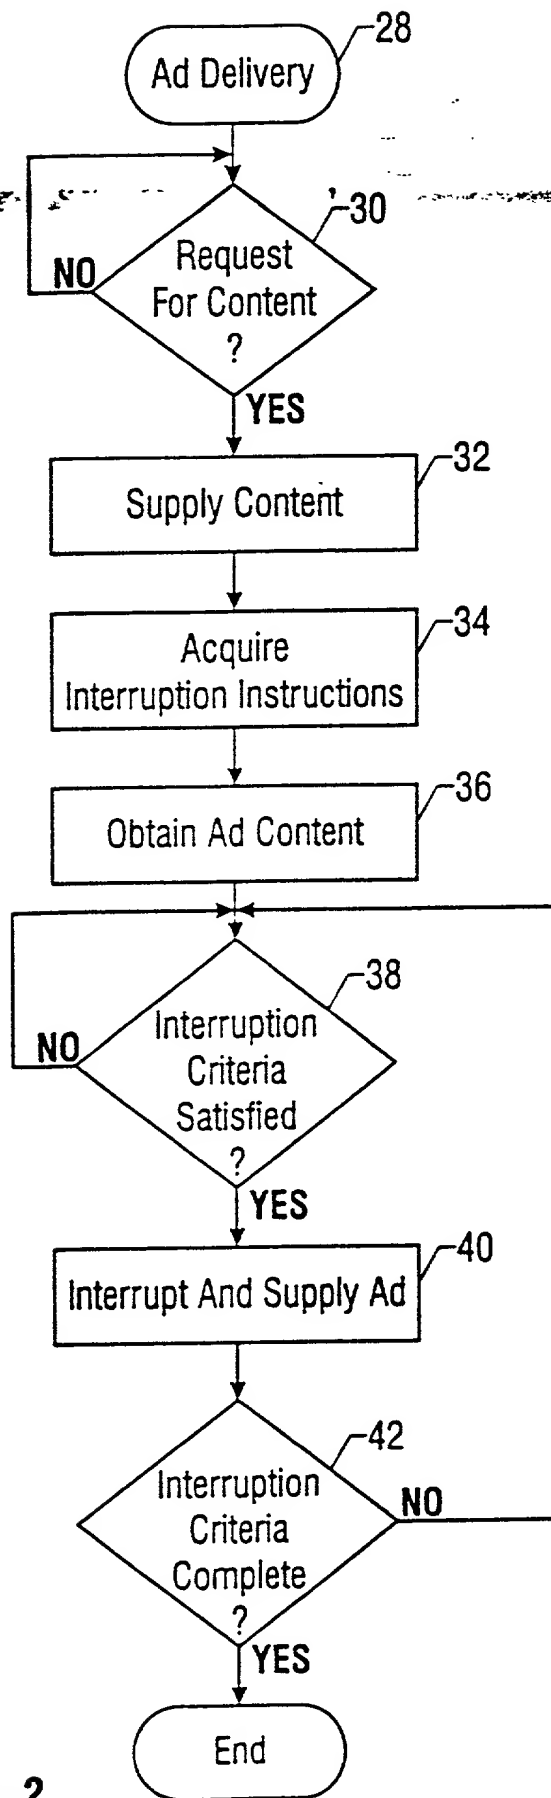 Ad Delivery
28
Request
For Content
?
30
NO
YES
Supply Content
32
Acquire
Interruption Instructions
34
Obtain Ad Content
36
Interruption
Criteria
Satisfied
?
38
NO
YES
Interrupt And Supply Ad
40
Interruption
Criteria
Complete
?
42
NO
YES
End
2